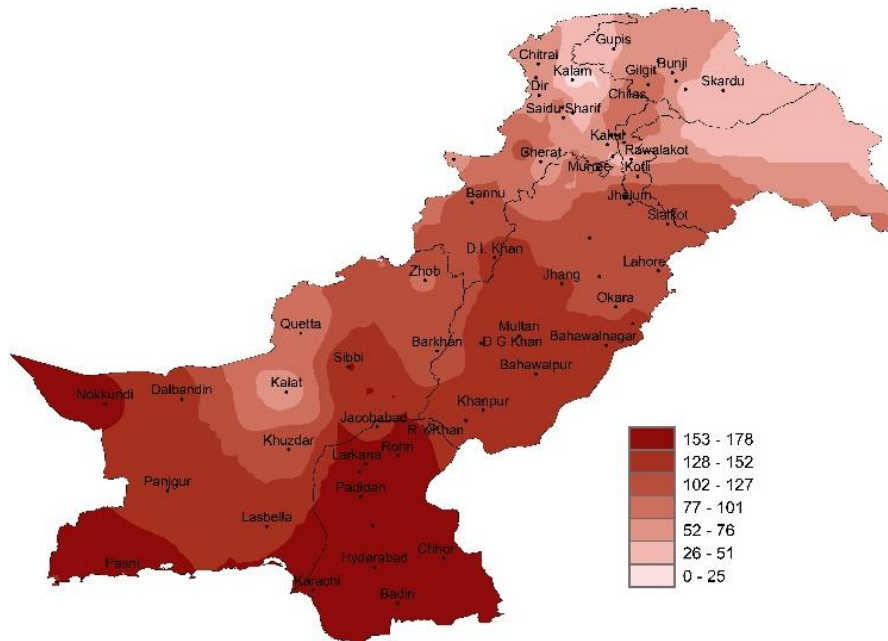 Gupis
Chitral
Bunji
Kalam
Gilgit
Skardu
Dir
Chilas
Saidu Sharif
Kakul
Rawalakot
Cherat
Murree
Kotli
Bannu
Jhelum
Sialkot
D.I. Khan
Lahore
Zhob
Jhang
Okara
Quetta
Multan
Barkhan
D G Khan
Bahawalnagar
Sibbi
Bahawalpur
Nokkundi
Dalbandin
Kalat
Khanpur
Jacobabad
R.Y.Khan
Khuzdar
Rohri
Larkana
Panjgur
Padidan
Lasbella
Chhor
Pasni
Hyderabad
Karachi
Badin
153 - 178
128 - 152
102 - 127
77 - 101
52 - 76
26 - 51
0 - 25